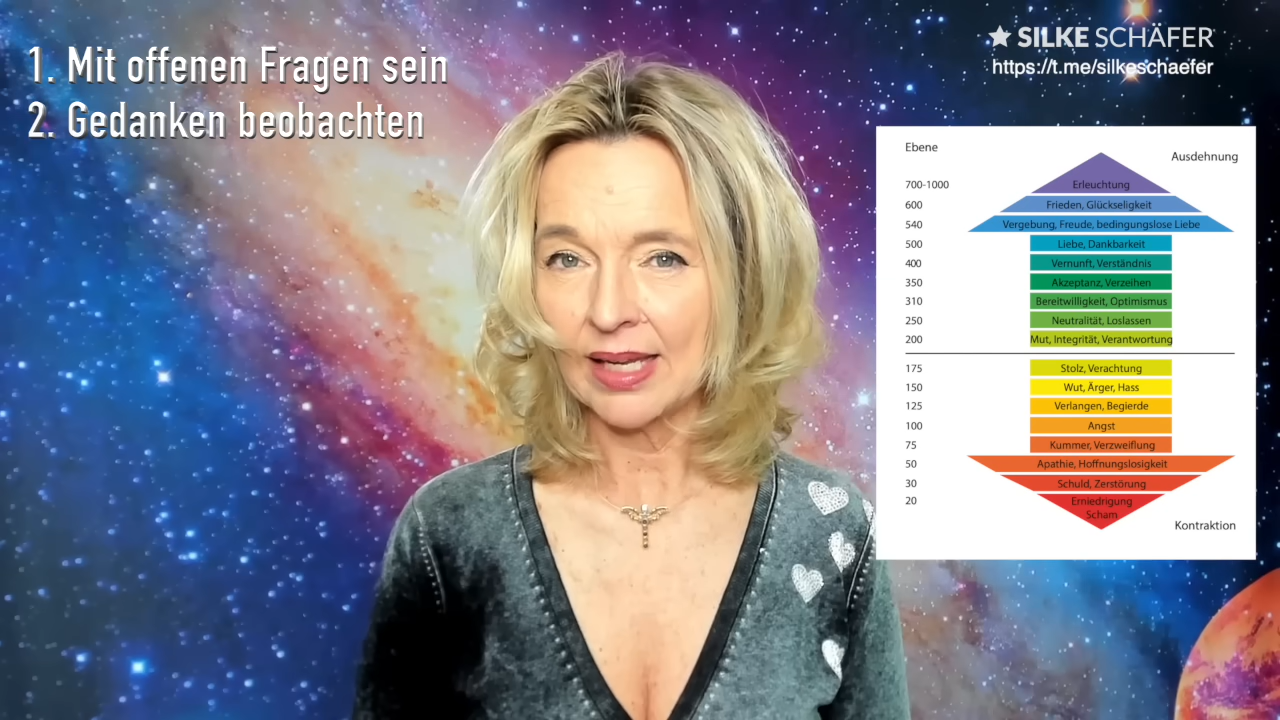 1. Mit offenen Fragen sein
2. Gedanken beobachten
SILKE SCHÄFER
https://t.me/silkeschaefer
Ebene
Ausdehnung
700-1000 Erleuchtung
600 Frieden, Glückseligkeit
540 Vergebung, Freude, bedingungslose Liebe
500 Liebe, Dankbarkeit
400 Vernunft, Verständnis
350 Akzeptanz, Verzeihen
310 Bereitwilligkeit, Optimismus
250 Neutralität, Loslassen
200 Mut, Integrität, Verantwortung
175 Stolz, Verachtung
150 Wut, Ärger, Hass
125 Verlangen, Begierde
100 Angst
75 Kummer, Verzweiflung
50 Apathie, Hoffnungslosigkeit
30 Schuld, Zerstörung
20 Erniedrigung
Scham
Kontraktion